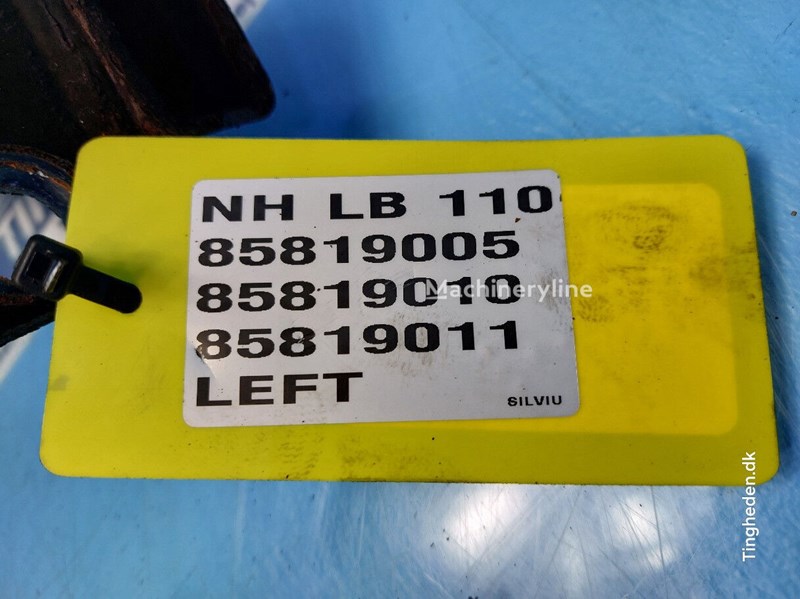 NH LB 110
85819005
85819010
Machineryline
85819011
LEFT
SILVIU
Tingheden.dk